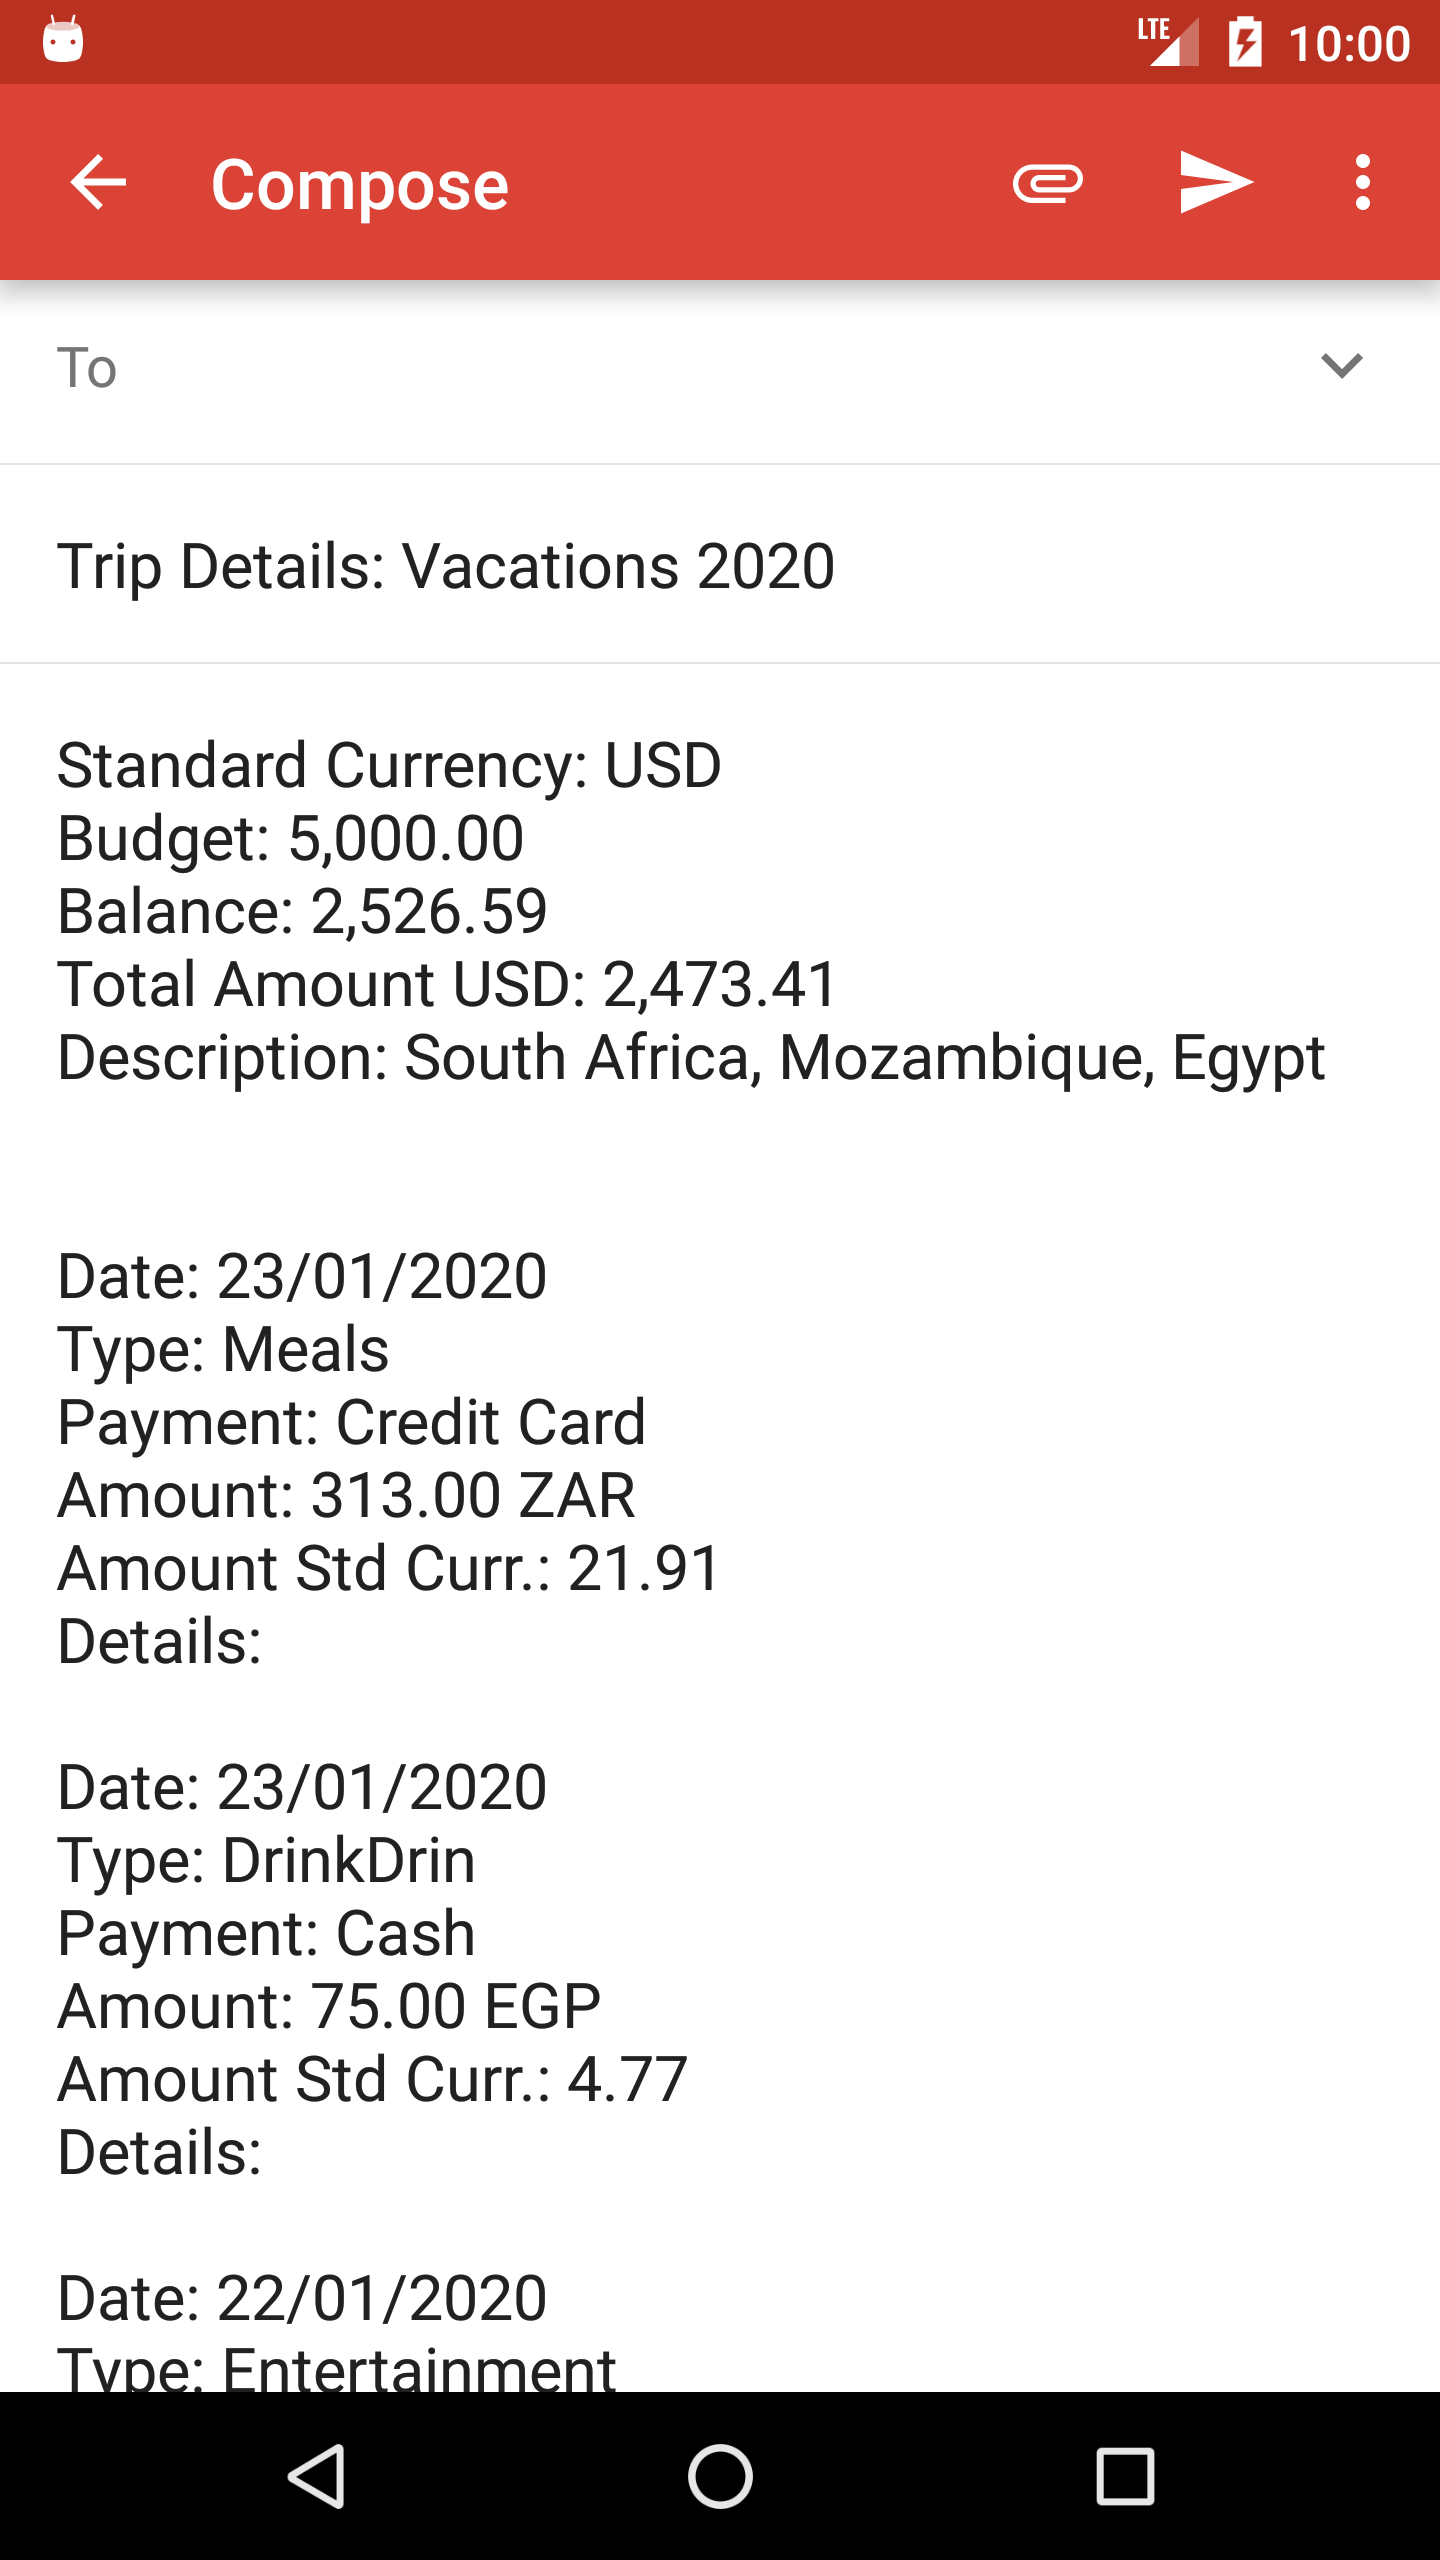 LTE 10:00
Compose
To
Trip Details: Vacations 2020
Standard Currency: USD
Budget: 5,000.00
Balance: 2,526.59
Total Amount USD: 2,473.41
Description: South Africa, Mozambique, Egypt
Date: 23/01/2020
Type: Meals
Payment: Credit Card
Amount: 313.00 ZAR
Amount Std Curr.: 21.91
Details:
Date: 23/01/2020
Type: DrinkDrin
Payment: Cash
Amount: 75.00 EGP
Amount Std Curr.: 4.77
Details:
Date: 22/01/2020
Type: Entertainment